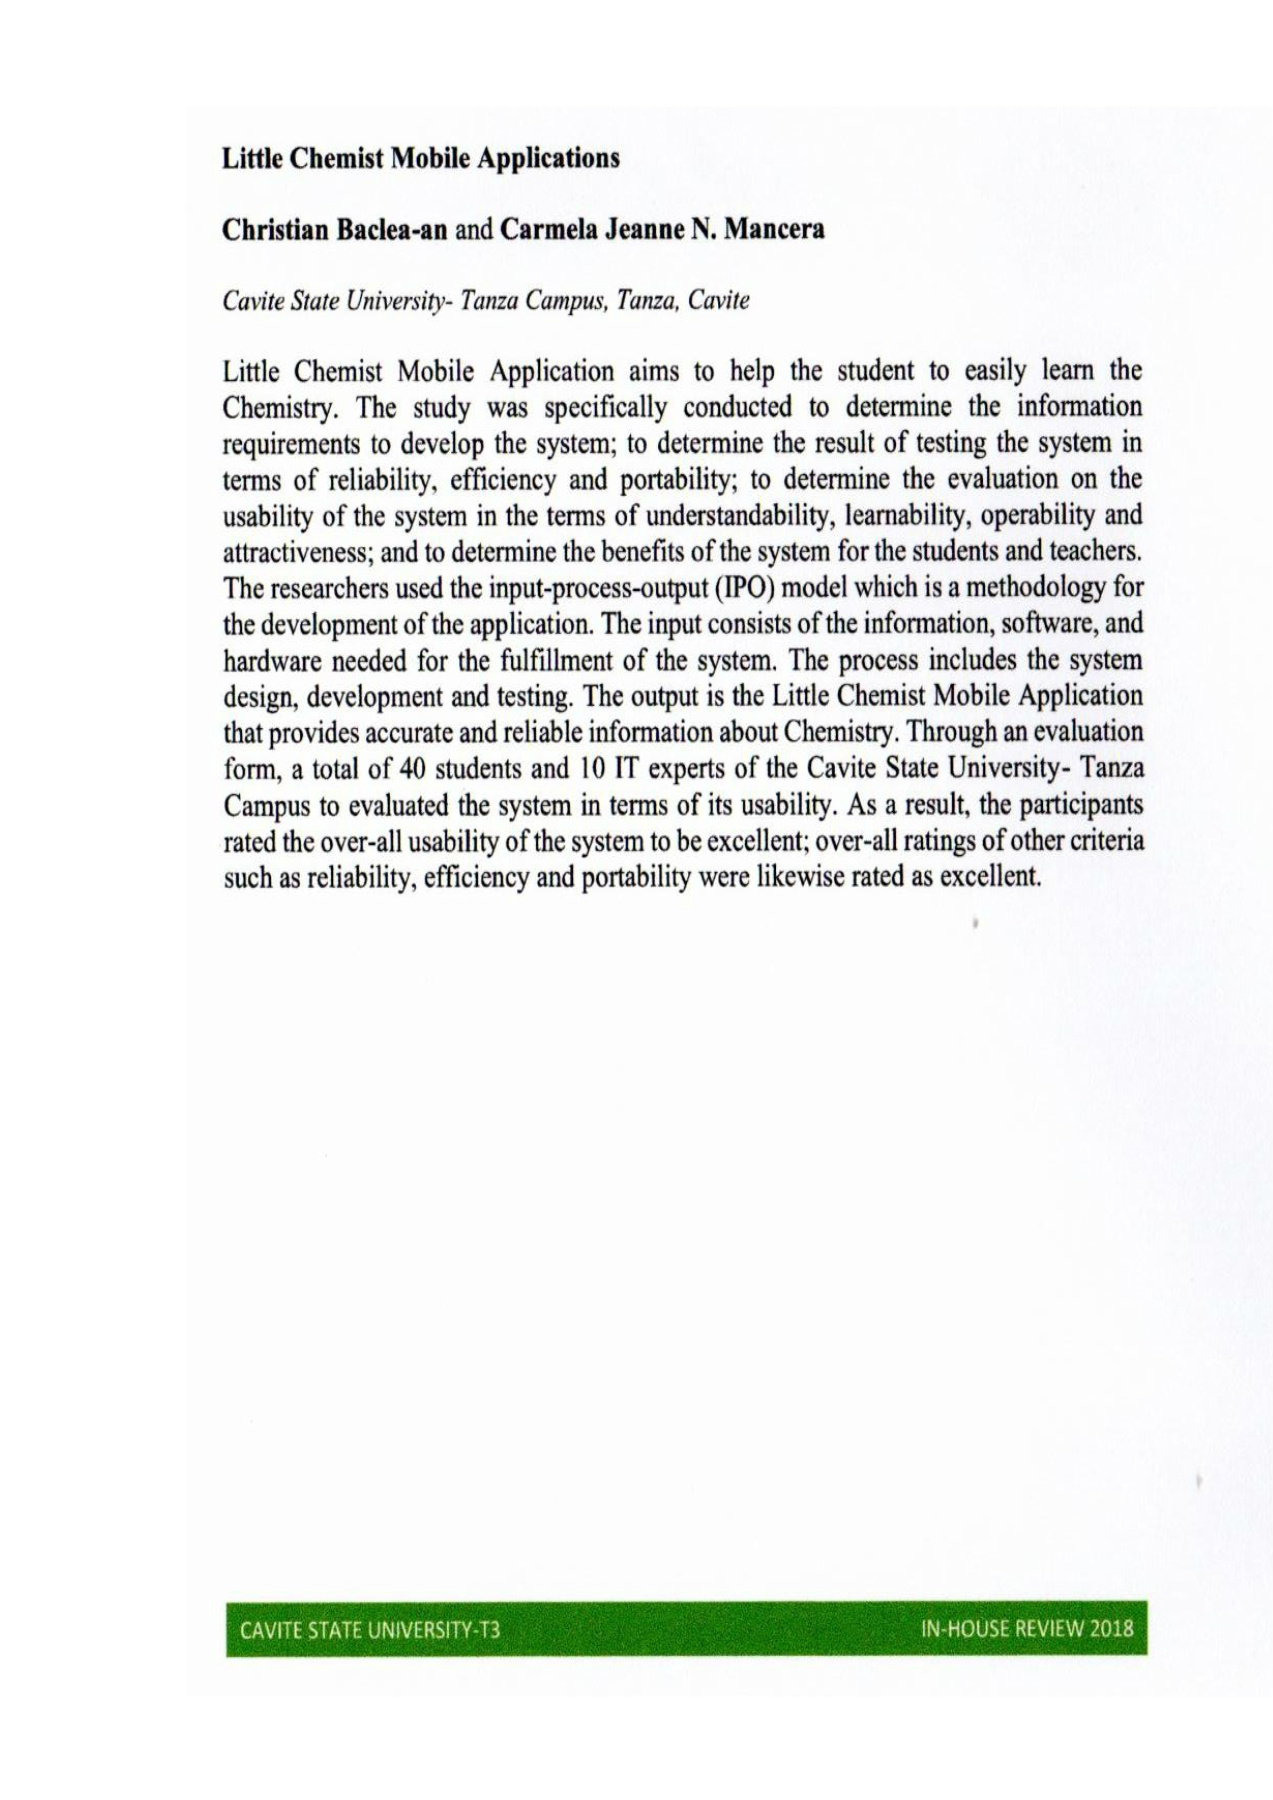 Little Chemist Mobile Applications
Christian Baclea-an and Carmela Jeanne N. Mancera
Cavite State University- Tanza Campus, Tanza, Cavite
Little Chemist Mobile Application aims to help the student to easily learn the
Chemistry. The study was specifically conducted to determine the information
requirements to develop the system; to determine the result of testing the system in
terms of reliability, efficiency and portability; to determine the evaluation on the
usability of the system in the terms of understandability, learnability, operability and
attractiveness; and to determine the benefits of the system for the students and teachers.
The researchers used the input-process-output (IPO) model which is a methodology for
the development of the application. The input consists of the information, software, and
hardware needed for the fulfillment of the system. The process includes the system
design, development and testing. The output is the Little Chemist Mobile Application
that provides accurate and reliable information about Chemistry. Through an evaluation
form, a total of 40 students and 10 IT experts of the Cavite State University- Tanza
Campus to evaluated the system in terms of its usability. As a result, the participants
rated the over-all usability of the system to be excellent; over-all ratings of other criteria
such as reliability, efficiency and portability were likewise rated as excellent.
CAVITE STATE UNIVERSITY-T3
IN-HOUSE REVIEW 2018